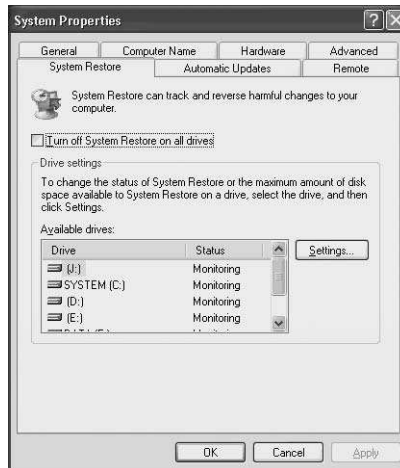 System Properties
General Computer Name Hardware Advanced
System Restore Automatic Updates Remote
System Restore can track and reverse harmful changes to your
computer.
Turn off System Restore on all drives
Drive settings
To change the status of System Restore or the maximum amount of disk
space available to System Restore on a drive, select the drive, and then
click Settings.
Available drives:
Drive Status Settings...
(J:) Monitoring
SYSTEM (C:) Monitoring
(D:) Monitoring
(E:) Monitoring
OK Cancel Apply